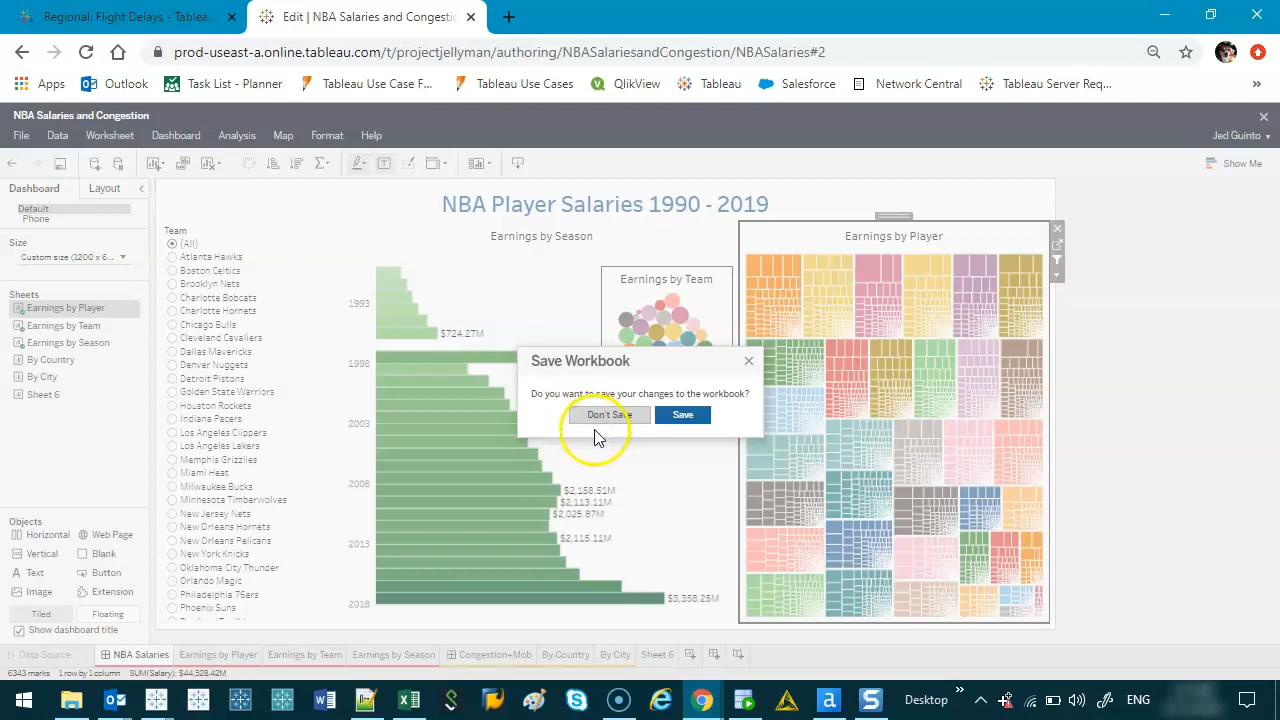 Regional: Flight Delays - Tableau
Edit | NBA Salaries and Congestio
prod-useast-a.online.tableau.com/t/projectjellyman/authoring/NBASalariesandCongestion/NBASalaries#2
Apps Outlook Task List - Planner Tableau Use Case F... Tableau Use Cases QlikView Tableau Salesforce Network Central Tableau Server Req... »
NBA Salaries and Congestion
File Data Worksheet Dashboard Analysis Map Format Help
Jed Guinto
Show Me
Dashboard Layout
Default
Phone
Size
Custom size (1200 x 6...
Sheets
Earnings by Player
Earnings by Team
Earnings by Season
By Country
By City
Sheet 6
Objects
Horizontal Web Page
Vertical Blank
Text Button
Image Extension
Tiled Floating
Show dashboard title
NBA Player Salaries 1990 - 2019
Team
(All)
Atlanta Hawks
Boston Celtics
Brooklyn Nets
Charlotte Bobcats
Charlotte Hornets
Chicago Bulls
Cleveland Cavaliers
Dallas Mavericks
Denver Nuggets
Detroit Pistons
Golden State Warriors
Houston Rockets
Indiana Pacers
Los Angeles Clippers
Los Angeles Lakers
Memphis Grizzlies
Miami Heat
Milwaukee Bucks
Minnesota Timberwolves
New Jersey Nets
New Orleans Hornets
New Orleans Pelicans
New York Knicks
Oklahoma City Thunder
Orlando Magic
Philadelphia 76ers
Phoenix Suns
Earnings by Season
1993
$724.27M
1998
2003
2008
$2,158.61M
$2,113.11M
$2,025.87M
2013
$2,115.11M
2018
$3,358.25M
Earnings by Team
Earnings by Player
Save Workbook
Do you want to save your changes to the workbook?
Don't Save Save
Data Source NBA Salaries Earnings by Player Earnings by Team Earnings by Season Congestion+Mob By Country By City Sheet 6
6343 marks 1 row by 1 column SUM(Salary): $44,528.42M
Desktop » ENG